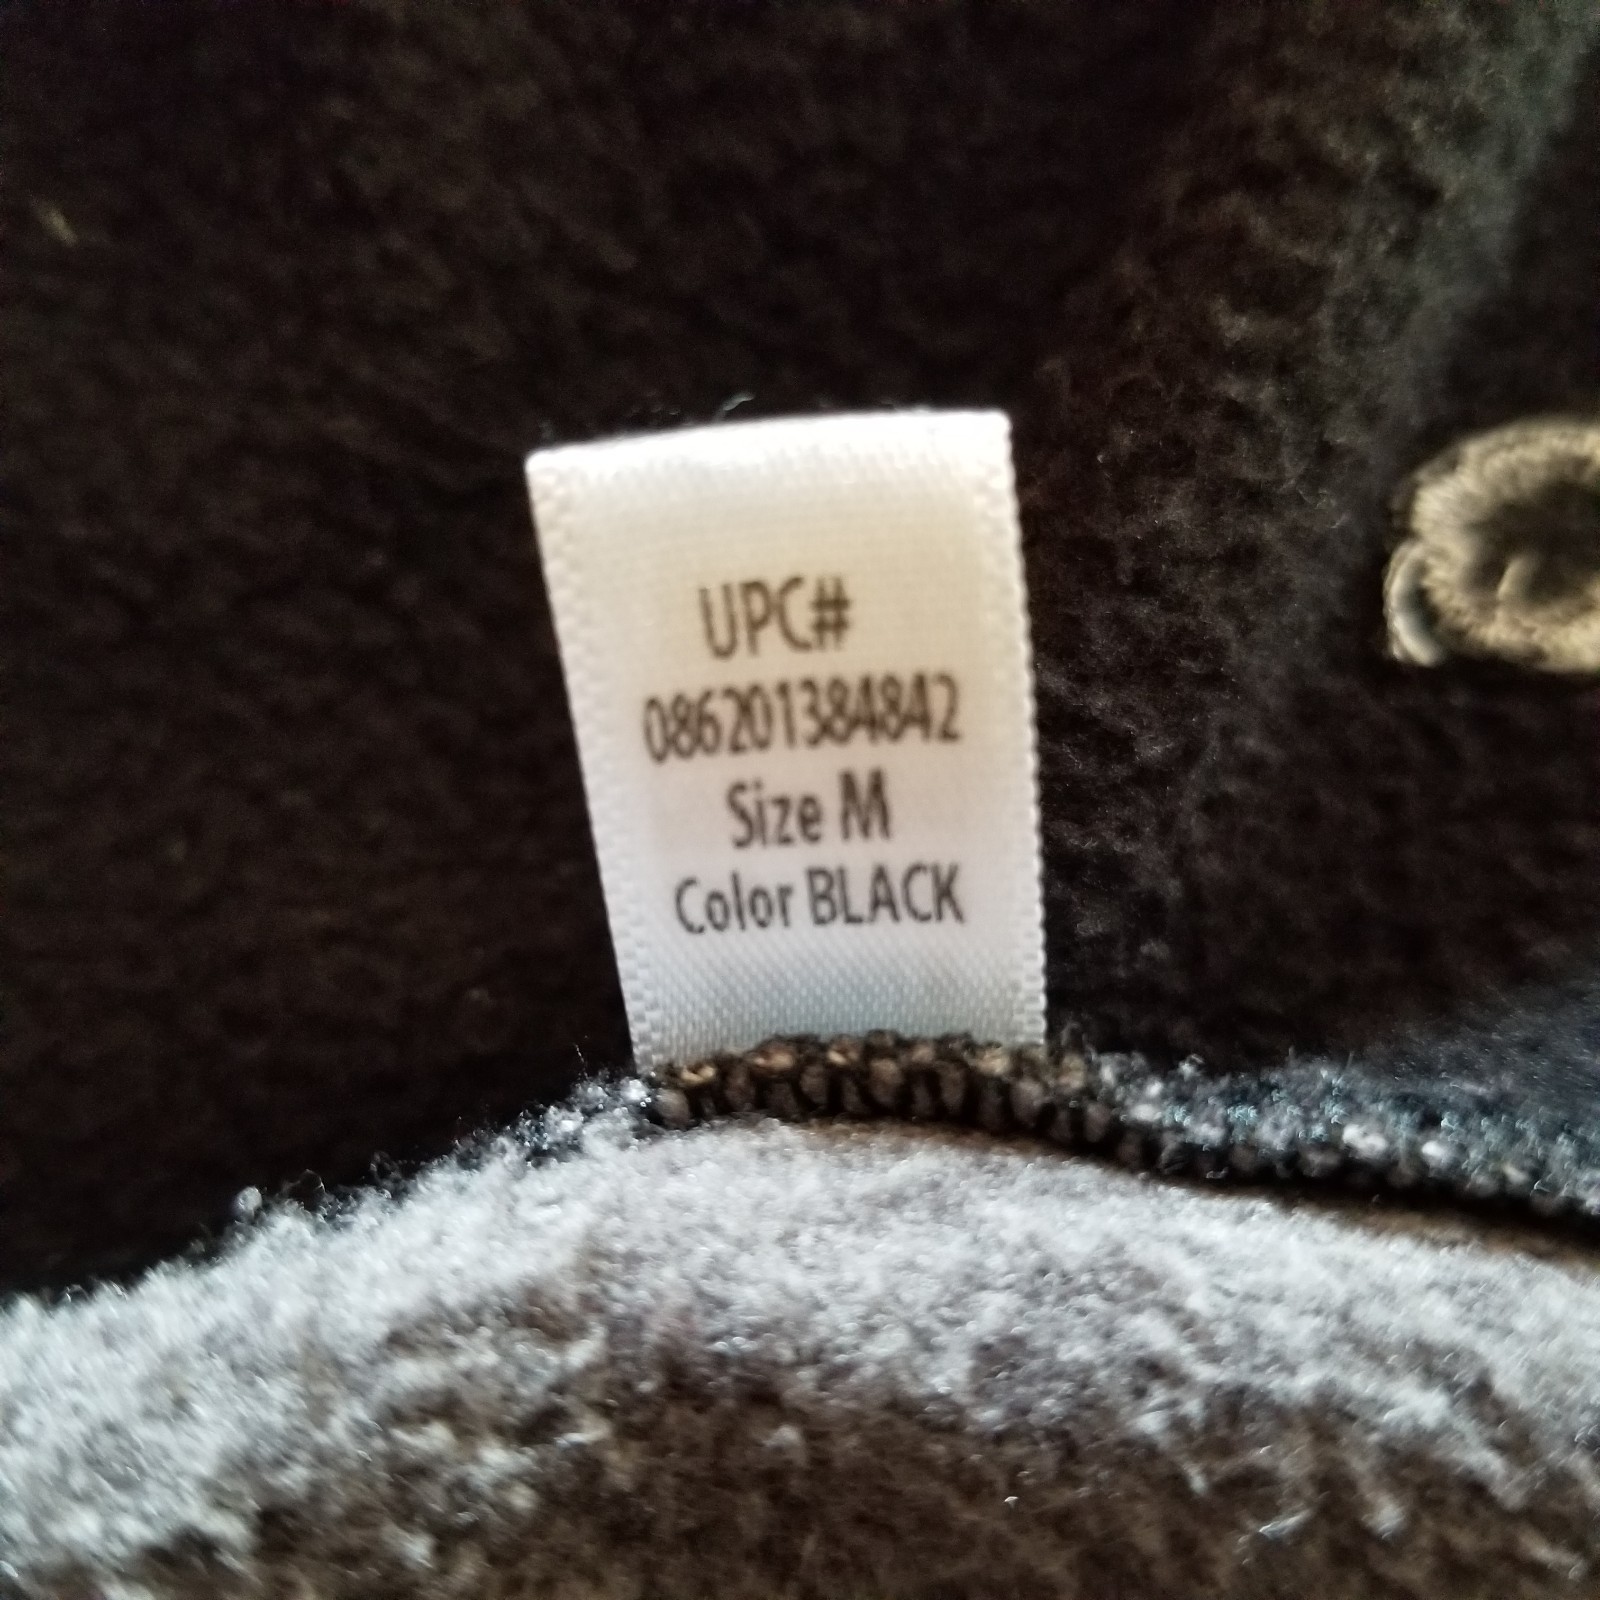 UPC#
086201384842
Size M
Color BLACK